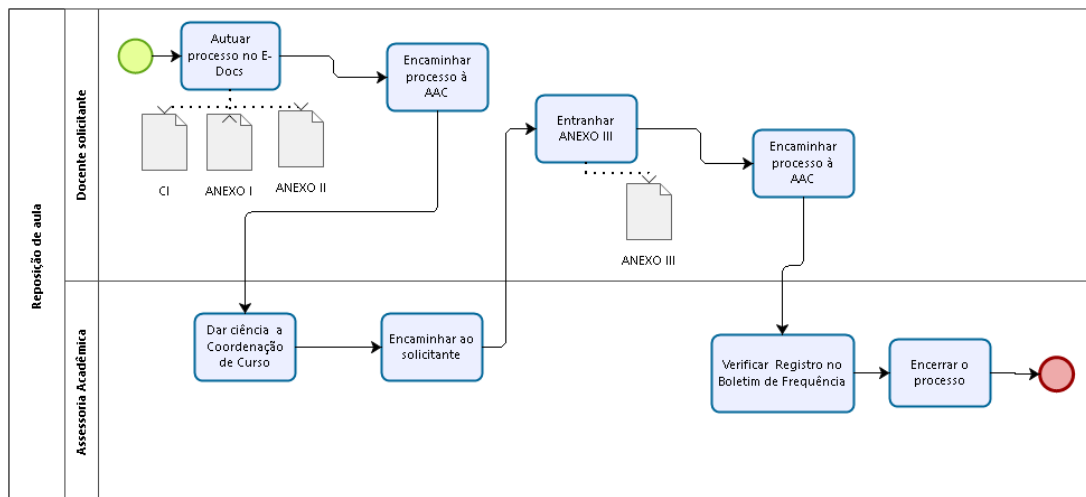 Reposição de aula
Docente solicitante
Autuar
processo no E-
Docs
Encaminhar
processo à
AAC
CI
ANEXO I
ANEXO II
Entranhar
ANEXO III
ANEXO III
Encaminhar
processo à
AAC
Assessoria Acadêmica
Dar ciência a
Coordenação
de Curso
Encaminhar ao
solicitante
Verificar Registro no
Boletim de Frequência
Encerrar o
processo